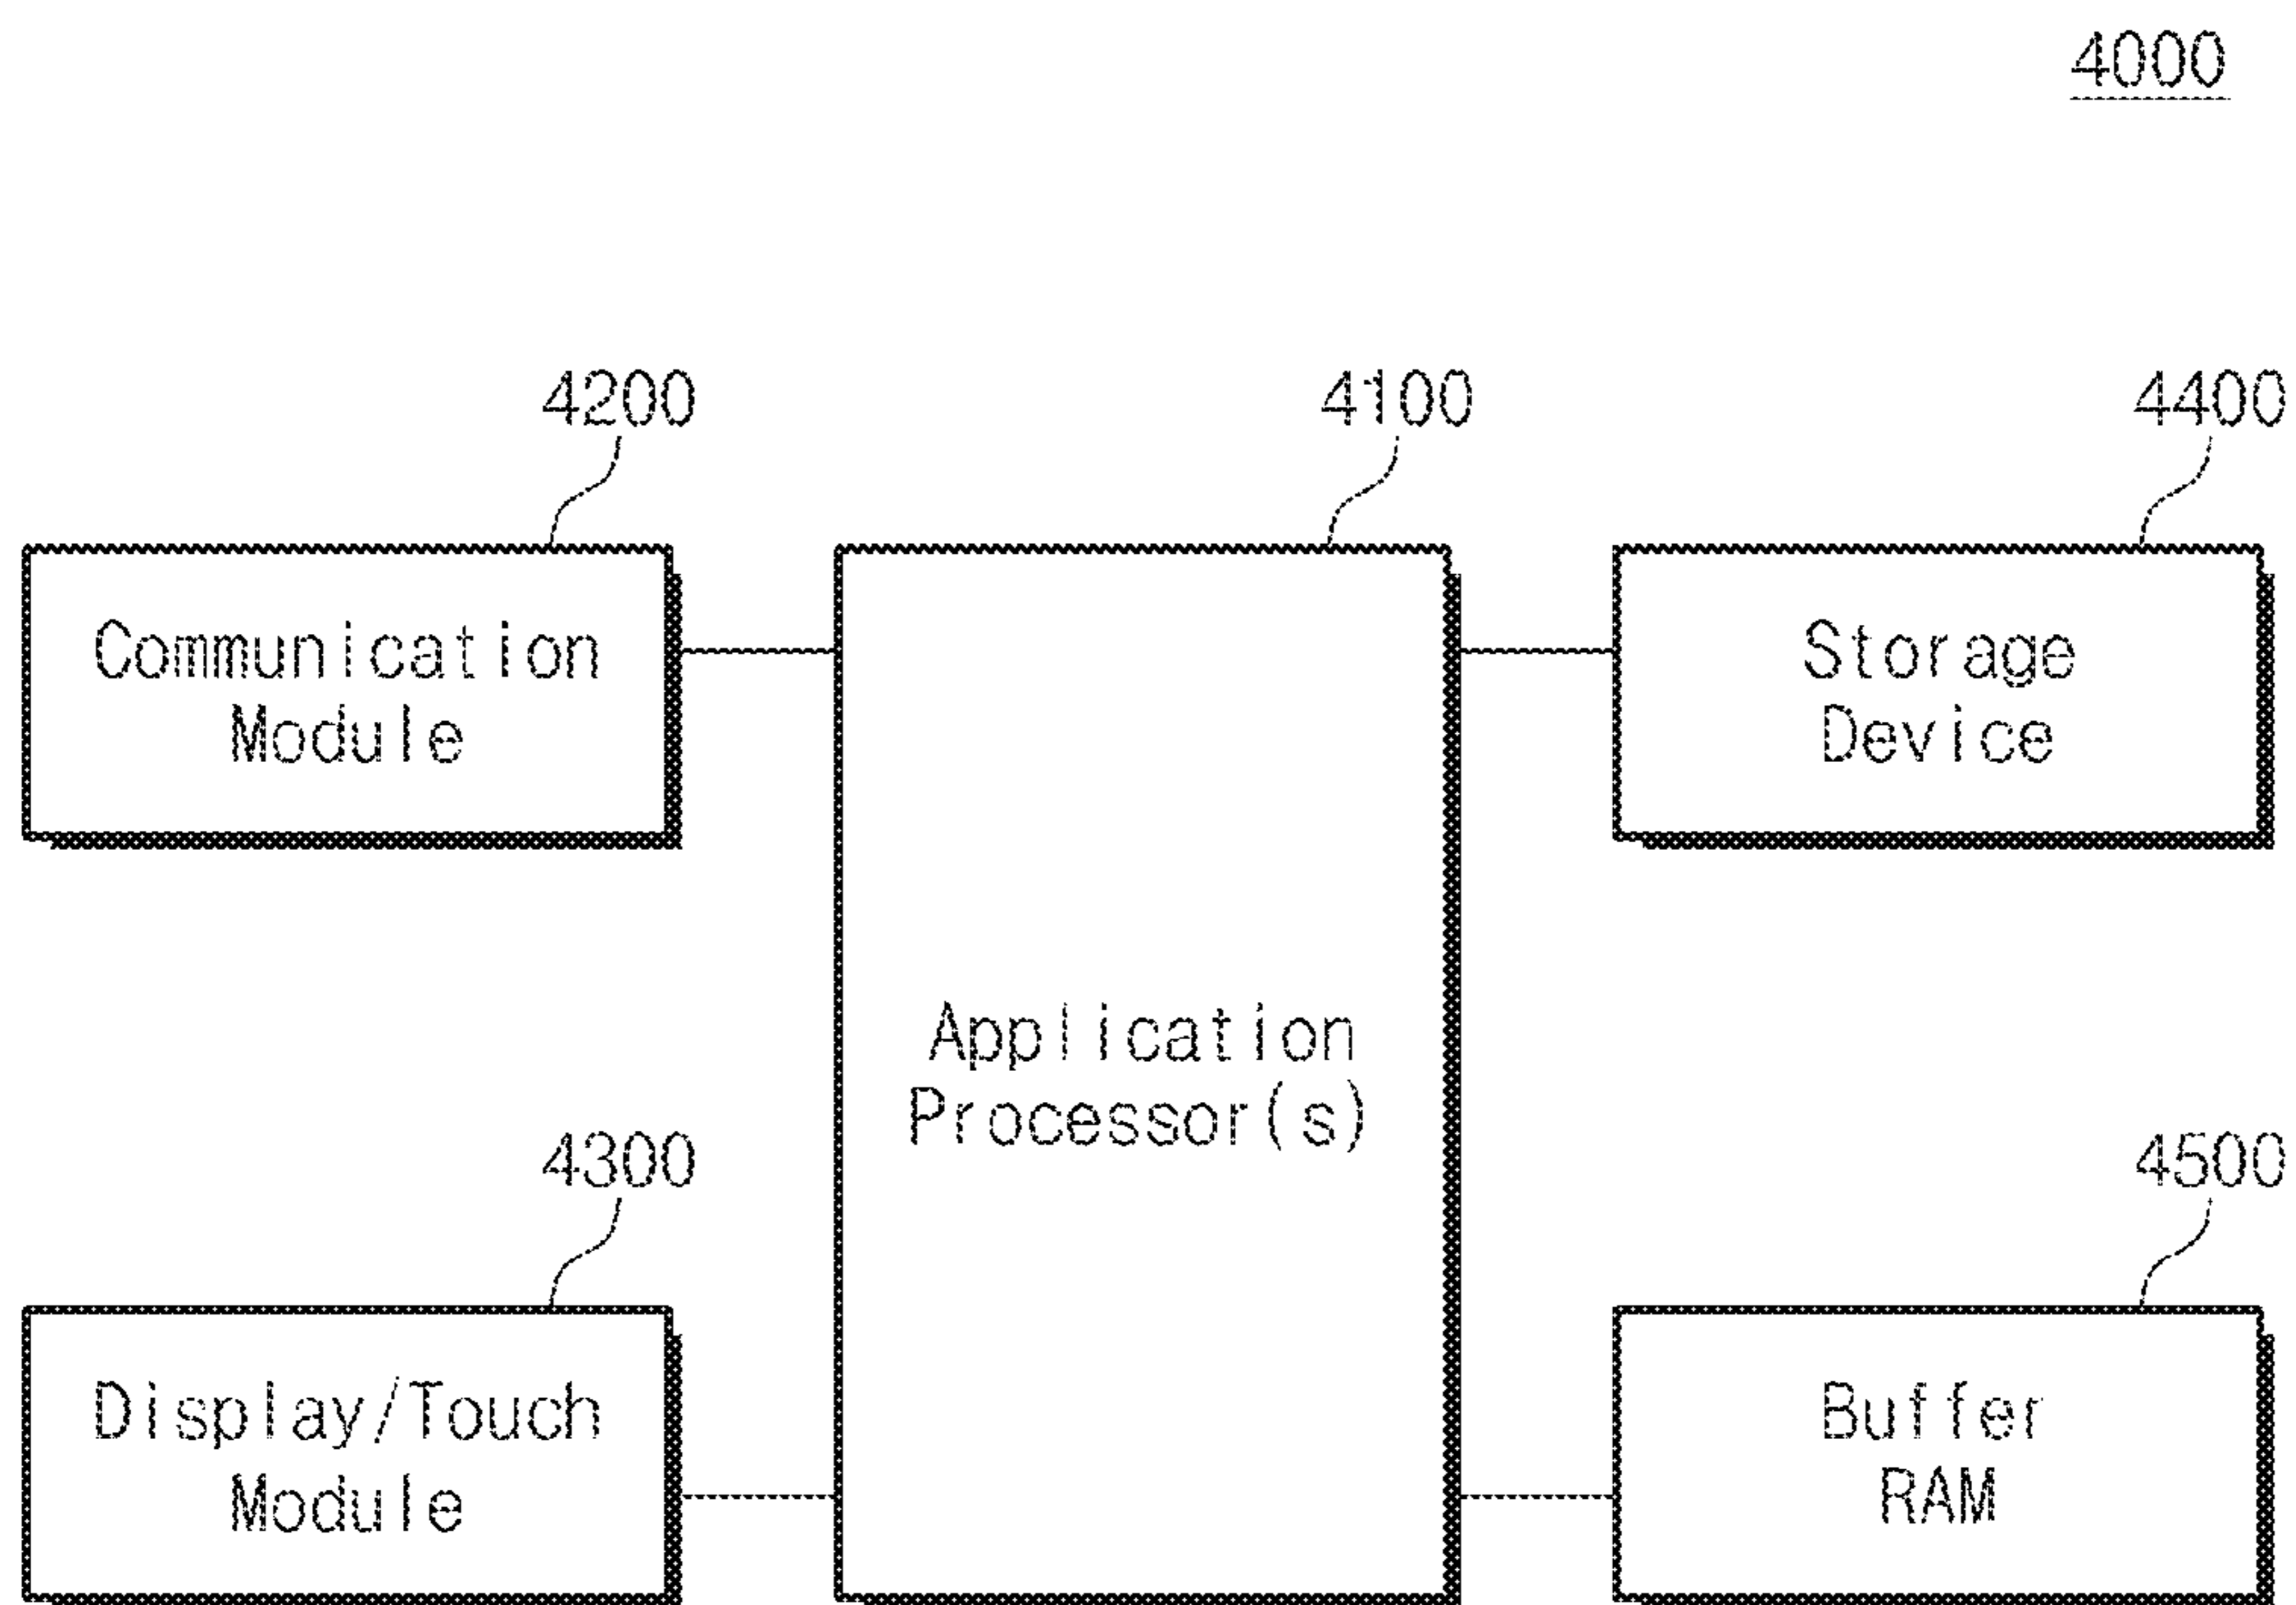 4000
4200
Communication
Module
4100
Application
Processor(s)
4400
Storage
Device
4300
Display/Touch
Module
4500
Buffer
RAM